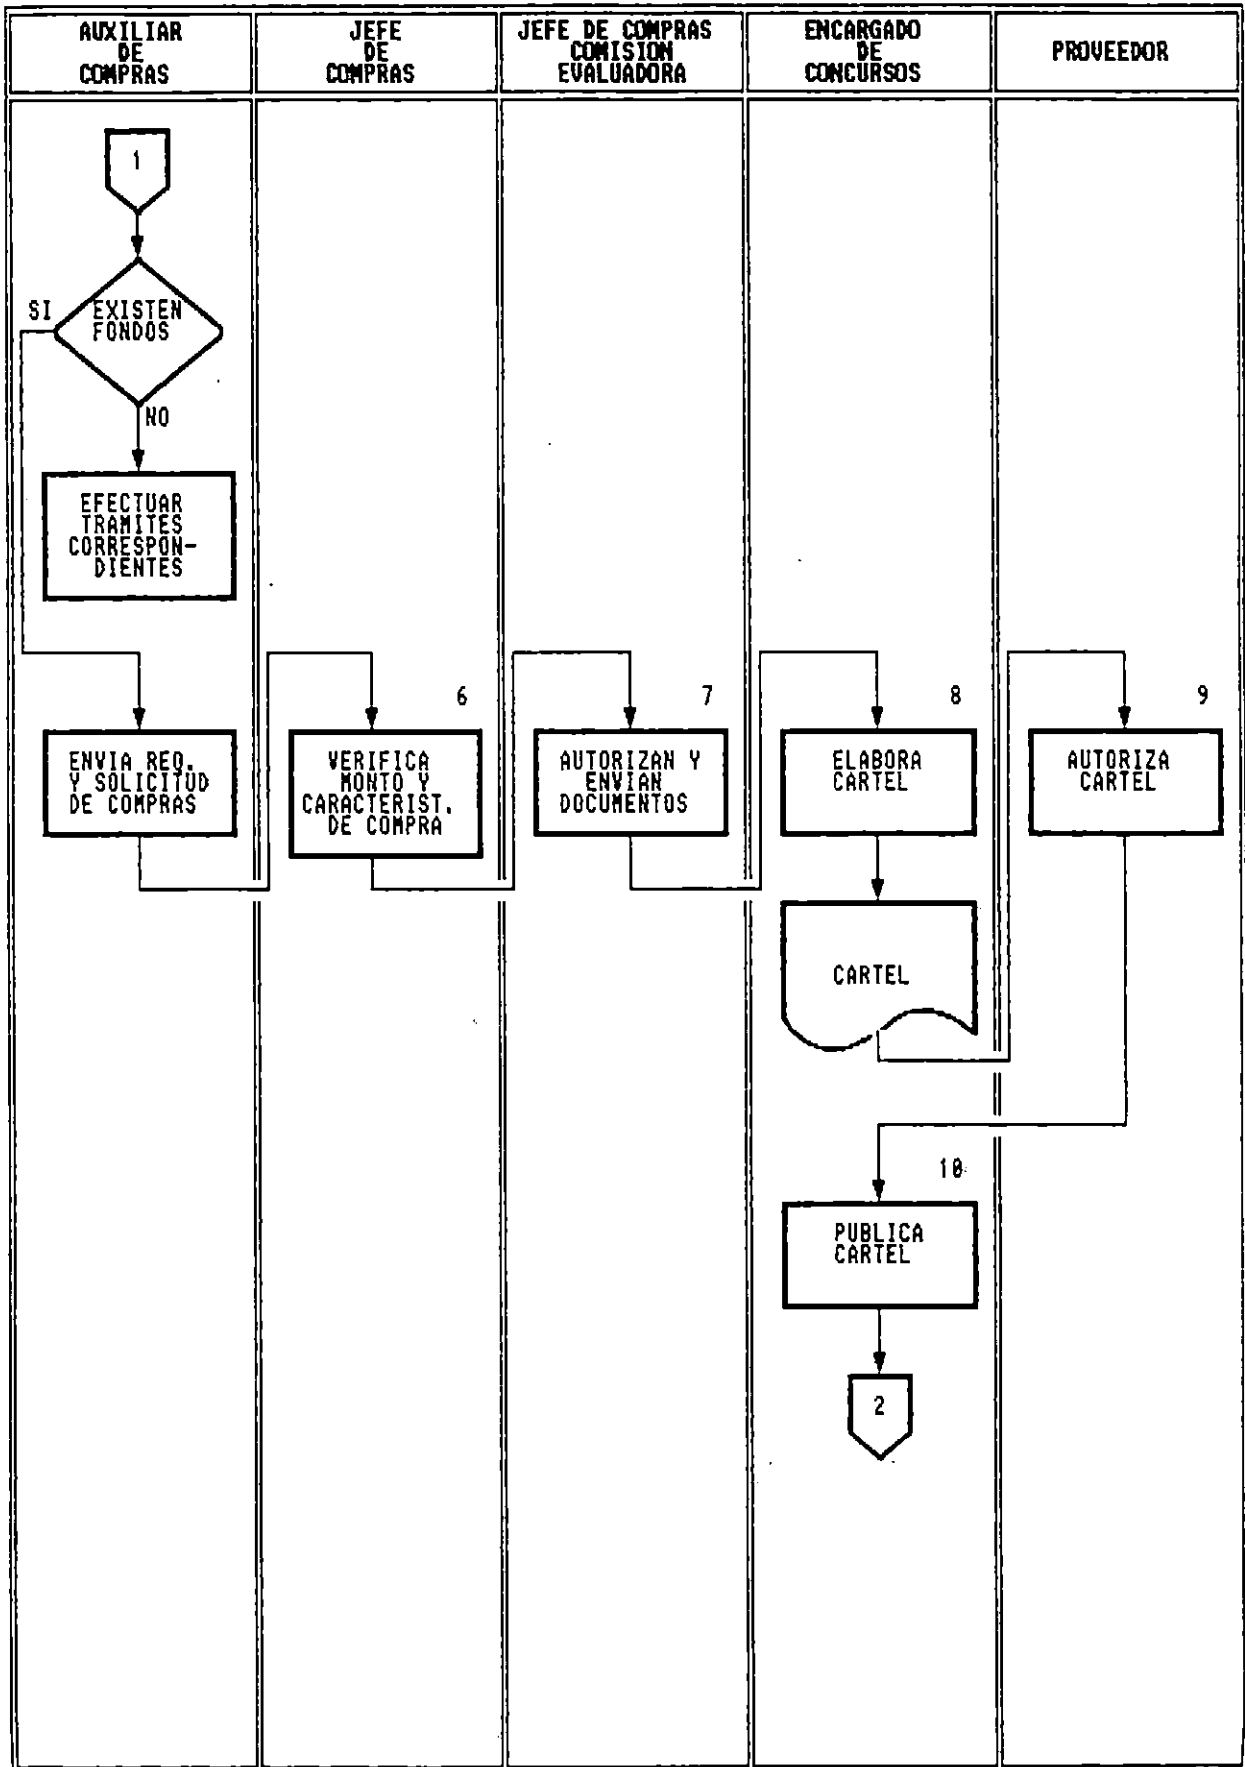 AUXILIAR
DE
COMPRAS
JEFE
DE
COMPRAS
JEFE DE COMPRAS
COMISION
EVALUADORA
ENCARGADO
DE
CONCURSOS
PROVEEDOR
1
SI
EXISTEN
FONDOS
NO
EFECTUAR
TRAMITES
CORRESPON-
DIENTES
ENVIA REQ.
Y SOLICITUD
DE COMPRAS
6
VERIFICA
MONTO Y
CARACTERIST.
DE COMPRA
7
AUTORIZAN Y
ENVIAN
DOCUMENTOS
8
ELABORA
CARTEL
9
AUTORIZA
CARTEL
CARTEL
10
PUBLICA
CARTEL
2